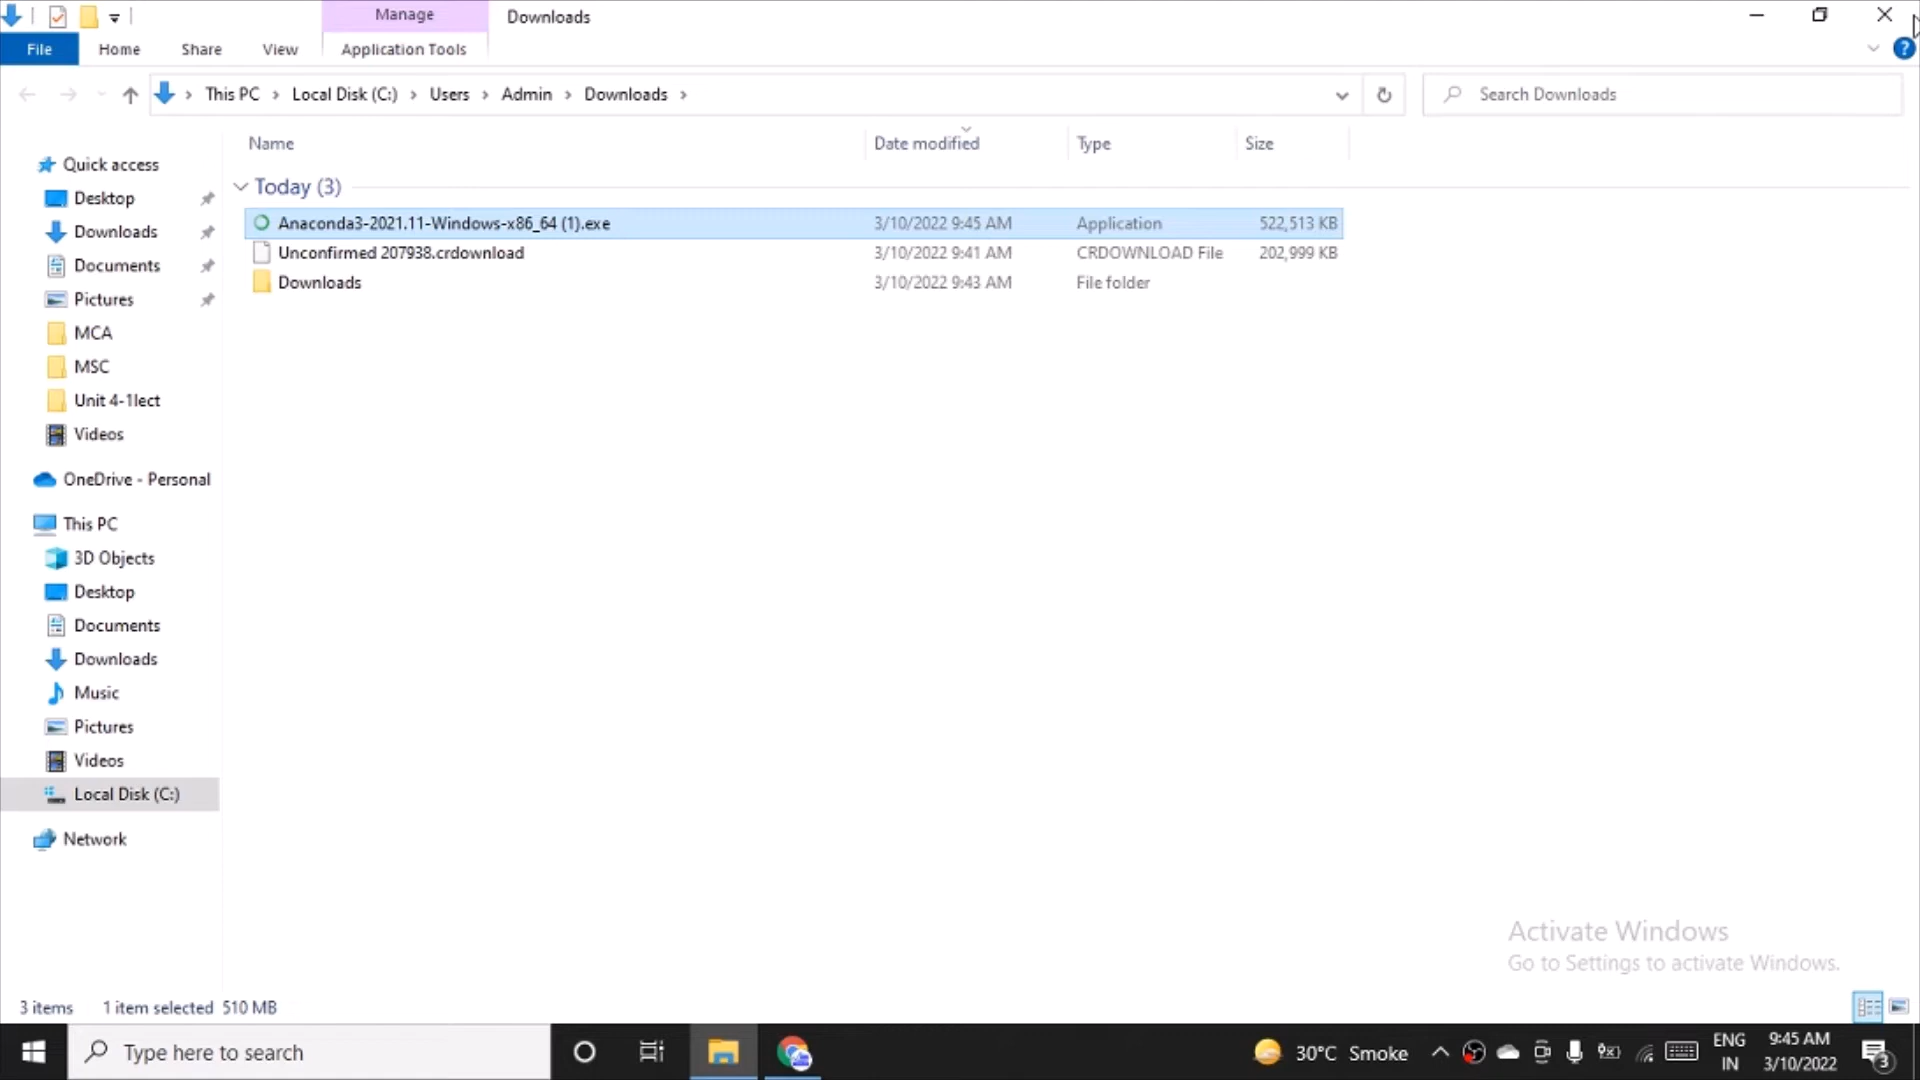 Manage
Downloads
File
Home
Share
View
Application Tools
This PC
Local Disk (C:)
Users
Admin
Downloads
Search Downloads
Name
Date modified
Type
Size
Today (3)
Anaconda3-2021.11-Windows-x86_64 (1).exe 3/10/2022 9:45 AM Application 522,513 KB
Unconfirmed 207938.crdownload 3/10/2022 9:41 AM CRDOWNLOAD File 202,999 KB
Downloads 3/10/2022 9:43 AM File folder
Quick access
Desktop
Downloads
Documents
Pictures
MCA
MSC
Unit 4-1lect
Videos
OneDrive - Personal
This PC
3D Objects
Desktop
Documents
Downloads
Music
Pictures
Videos
Local Disk (C:)
Network
Activate Windows
Go to Settings to activate Windows.
3 items 1 item selected 510 MB
Type here to search
30°C Smoke
ENG
IN
9:45 AM
3/10/2022
3